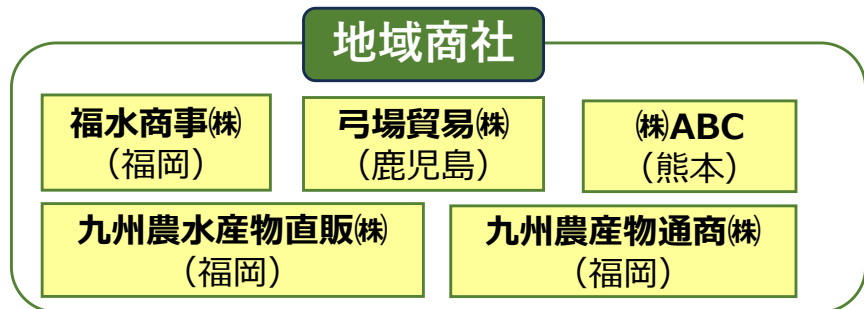 地域商社
福水商事㈱
（福岡）
弓場貿易㈱
（鹿児島）
㈱ABC
（熊本）
九州農水産物直販㈱
（福岡）
九州農産物通商㈱
（福岡）